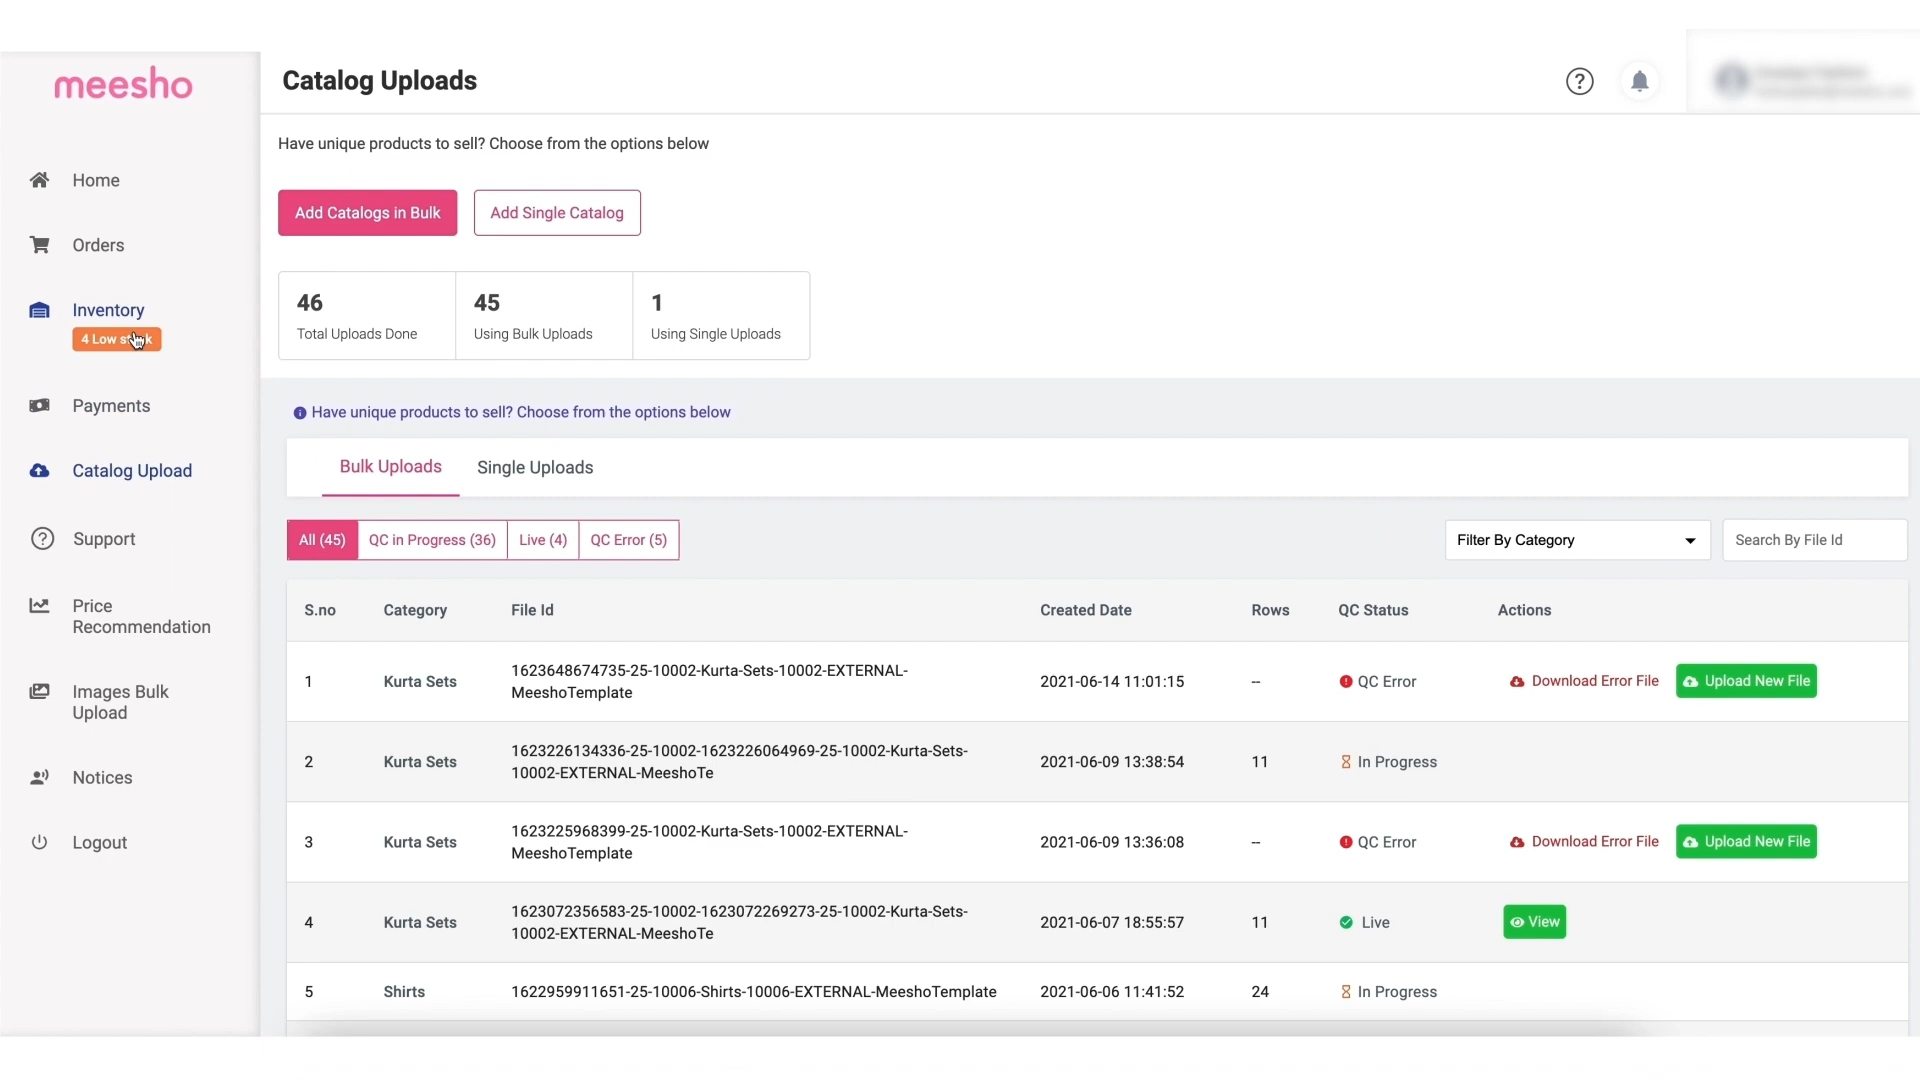 meesho
Home
Orders
Inventory
4 Low
Payments
Catalog Upload
Support
Price
Recommendation
Images Bulk
Upload
Notices
Logout
Catalog Uploads
Have unique products to sell? Choose from the options below
Add Catalogs in Bulk
Add Single Catalog
46
Total Uploads Done
45
Using Bulk Uploads
1
Using Single Uploads
Have unique products to sell? Choose from the options below
Bulk Uploads Single Uploads
All (45) QC in Progress (36) Live (4) QC Error (5)
Filter By Category
Search By File Id
S.no Category File Id Created Date Rows QC Status Actions
1 Kurta Sets 1623648674735-25-10002-Kurta-Sets-10002-EXTERNAL-
MeeshoTemplate 2021-06-14 11:01:15 -- QC Error Download Error File Upload New File
2 Kurta Sets 1623226134336-25-10002-1623226064969-25-10002-Kurta-Sets-
10002-EXTERNAL-MeeshoTe 2021-06-09 13:38:54 11 In Progress
3 Kurta Sets 1623225968399-25-10002-Kurta-Sets-10002-EXTERNAL-
MeeshoTemplate 2021-06-09 13:36:08 -- QC Error Download Error File Upload New File
4 Kurta Sets 1623072356583-25-10002-1623072269273-25-10002-Kurta-Sets-
10002-EXTERNAL-MeeshoTe 2021-06-07 18:55:57 11 Live View
5 Shirts 1622959911651-25-10006-Shirts-10006-EXTERNAL-MeeshoTemplate 2021-06-06 11:41:52 24 In Progress